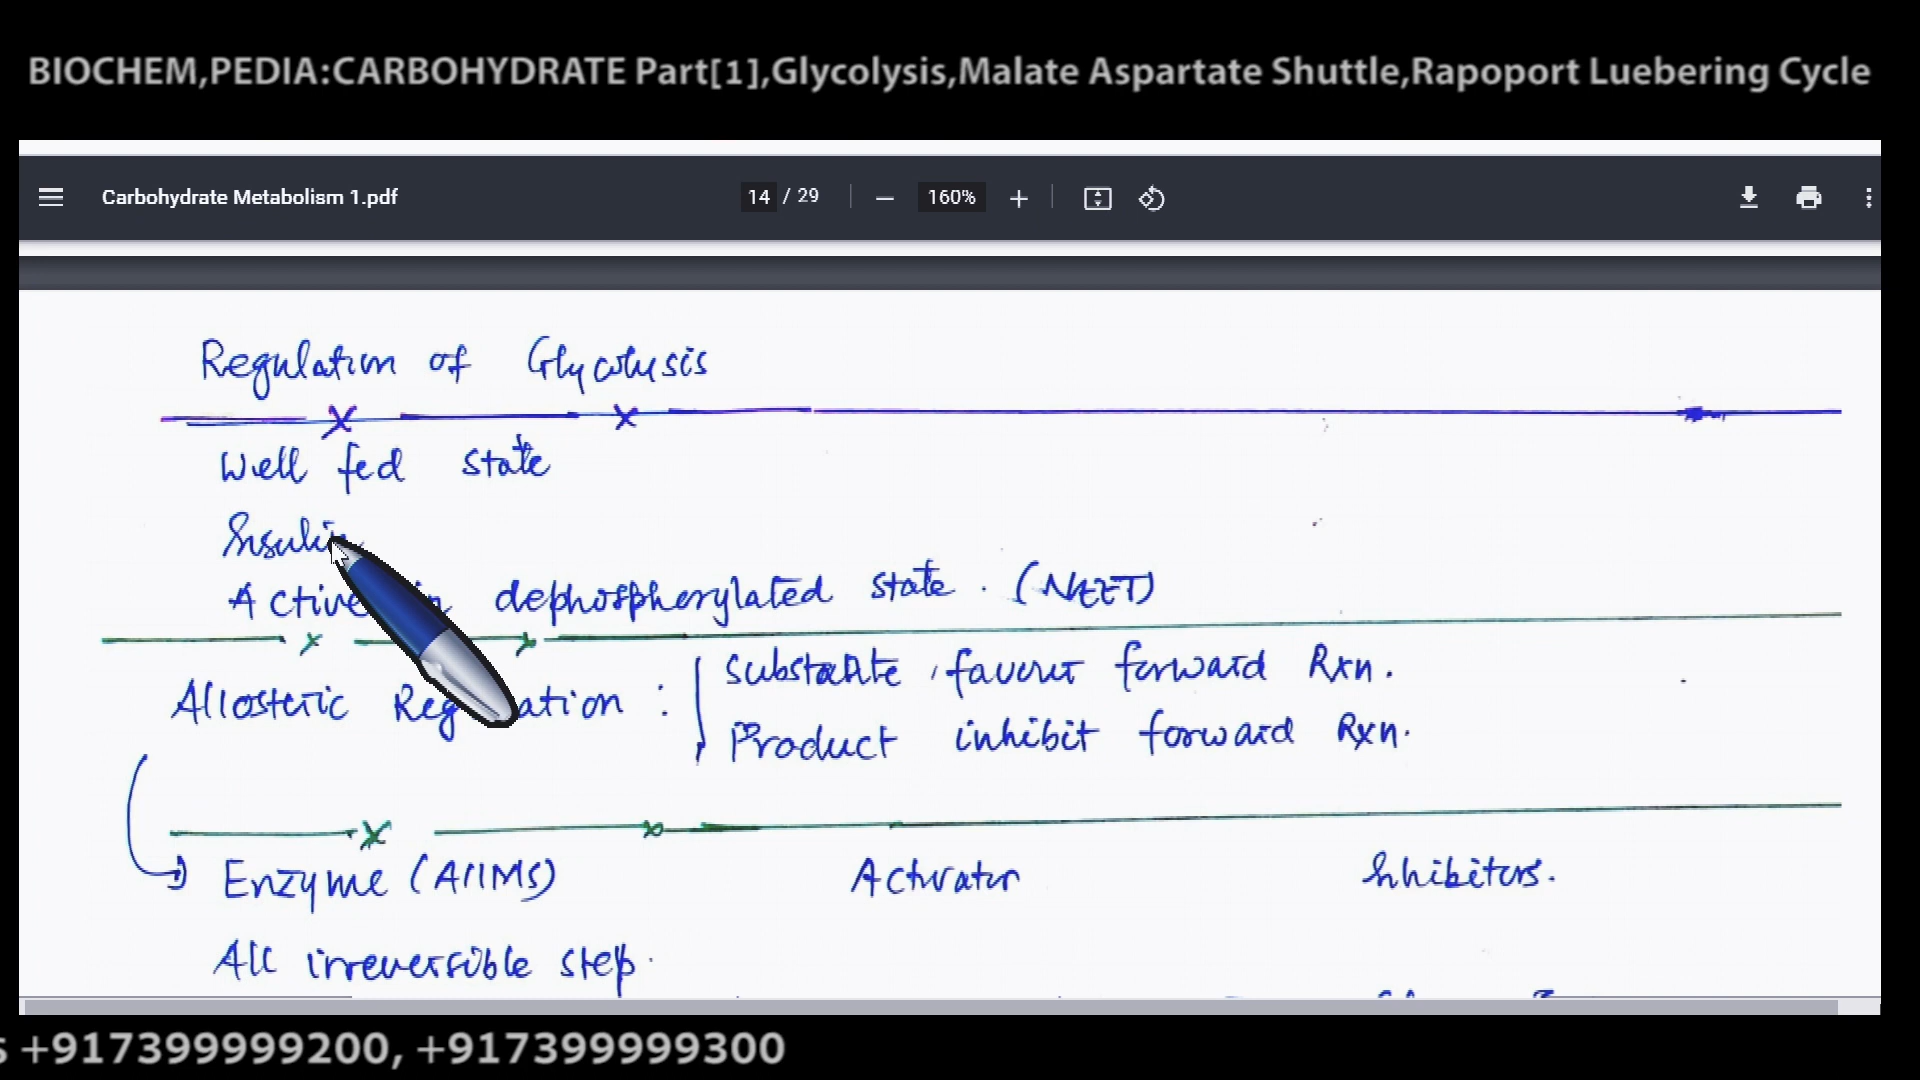 BIOCHEM,PEDIA:CARBOHYDRATE Part[1],Glycolysis,Malate Aspartate Shuttle,Rapoport Luebering Cycle
Carbohydrate Metabolism 1.pdf 14 / 29 160%
Regulation of Glycolysis
Well fed state
Insulin
Active in dephosphorylated state. (NEET)
Allosteric Regulation : Substrate favour forward Rxn.
Product inhibit forward Rxn.
Enzyme (AIIMS) Activator Inhibitors.
All irreversible step.
s +917399999200, +917399999300